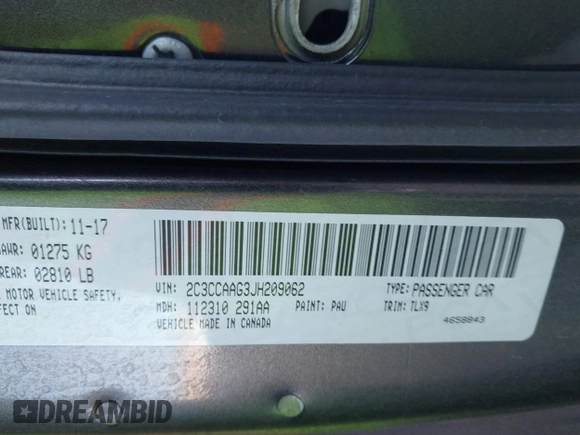 MFR(BUILT): 11-17
GAWR: 01275 KG
REAR: 02810 LB
MOTOR VEHICLE SAFETY,
ON
VIN: 2C3CCAAG3JH209062 TYPE: PASSENGER CAR
MDH: 112310 291AA PAINT: PAU TRIM: TLX9
VEHICLE MADE IN CANADA 4658843
DREAMBID